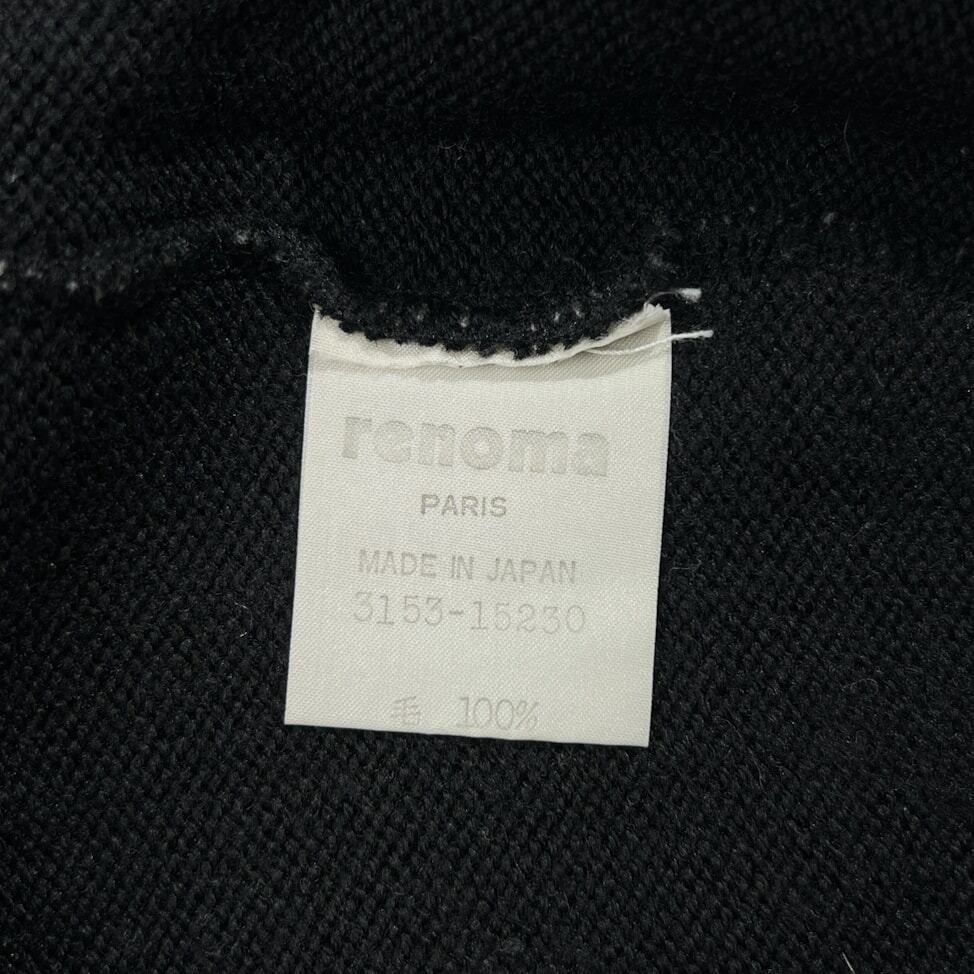 renoma
PARIS
MADE IN JAPAN
3153-15230
毛 100%